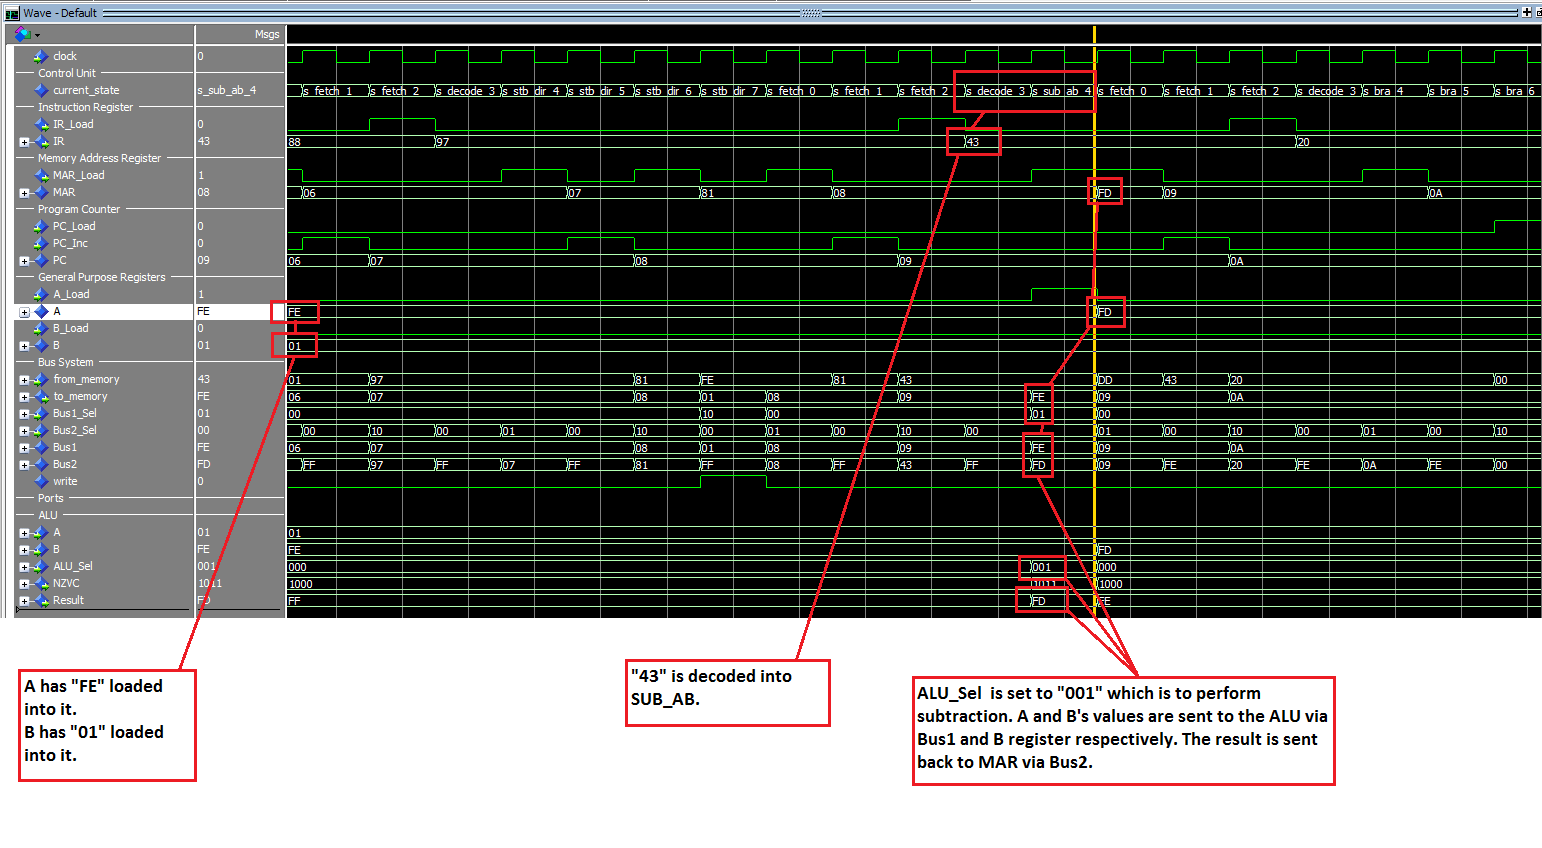 Wave - Default
Msgs
clock 0
Control Unit
current_state s_sub_ab_4 s_fetch_1 s_fetch_2 s_decode_3 s_stb_dir_4 s_stb_dir_5 s_stb_dir_6 s_stb_dir_7 s_fetch_0 s_fetch_1 s_fetch_2 s_decode_3 s_sub_ab_4 s_fetch_0 s_fetch_1 s_fetch_2 s_decode_3 s_bra_4 s_bra_5 s_bra_6
Instruction Register
IR_Load 0
IR 43 88 97 43 20
Memory Address Register
MAR_Load 1
MAR 08 06 07 81 08 FD 09 0A
Program Counter
PC_Load 0
PC_Inc 0
PC 09 06 07 08 09 0A
General Purpose Registers
A_Load 1
A FE FE FD
B_Load 0
B 01 01
Bus System
from_memory 43 01 97 81 FE 81 43 DD 43 20 00
to_memory FE 06 07 08 01 08 09 FE 09 0A
Bus1_Sel 01 00 10 00 01 00
Bus2_Sel 00 00 10 00 01 00 10 00 01 00 10 00 01 00 10 00 01 00 10
Bus1 FE 06 07 08 01 08 09 FE 09 0A
Bus2 FD FF 97 FF 07 FF 81 FF 08 FF 43 FF FD 09 FE 20 FE 0A FE 00
write 0
Ports
ALU
A 01 01
B FE FE FD
ALU_Sel 001 000 001 000
NZVC 1011 1000 1011 1000
Result FD FF FD FE
A has "FE" loaded
into it.
B has "01" loaded
into it.
"43" is decoded into
SUB_AB.
ALU_Sel is set to "001" which is to perform
subtraction. A and B's values are sent to the ALU via
Bus1 and B register respectively. The result is sent
back to MAR via Bus2.